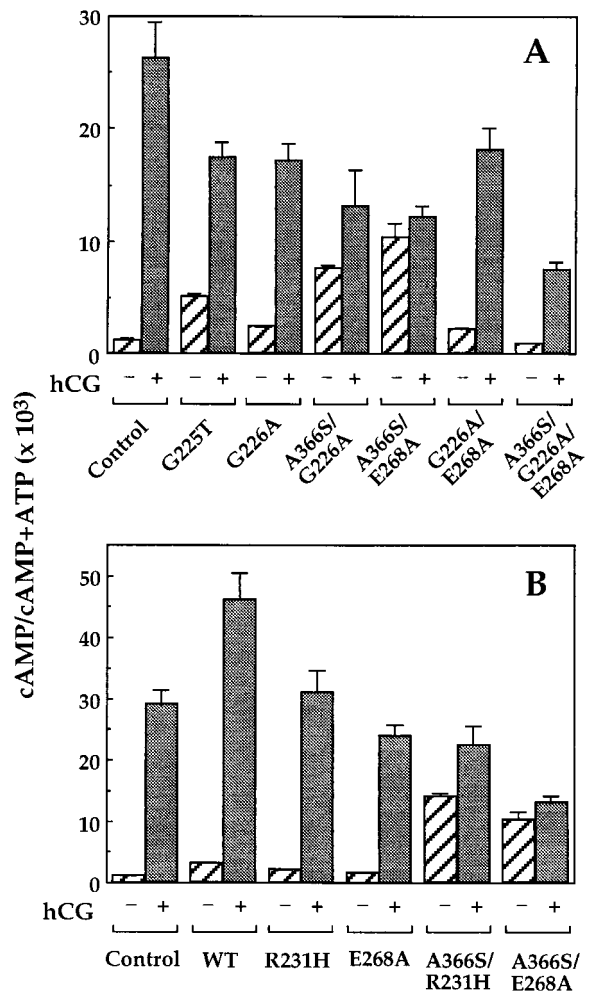 A
30
20
10
0
hCG - + - + - + - + - + - + - +
Control
G225T
G226A
A366S/
G226A
A366S/
E268A
G226A/
E268A
A366S/
G226A/
E268A
cAMP/cAMP+ATP (x 10³)
B
50
40
30
20
10
0
hCG - + - + - + - + - + - +
Control WT R231H E268A A366S/ A366S/
R231H E268A